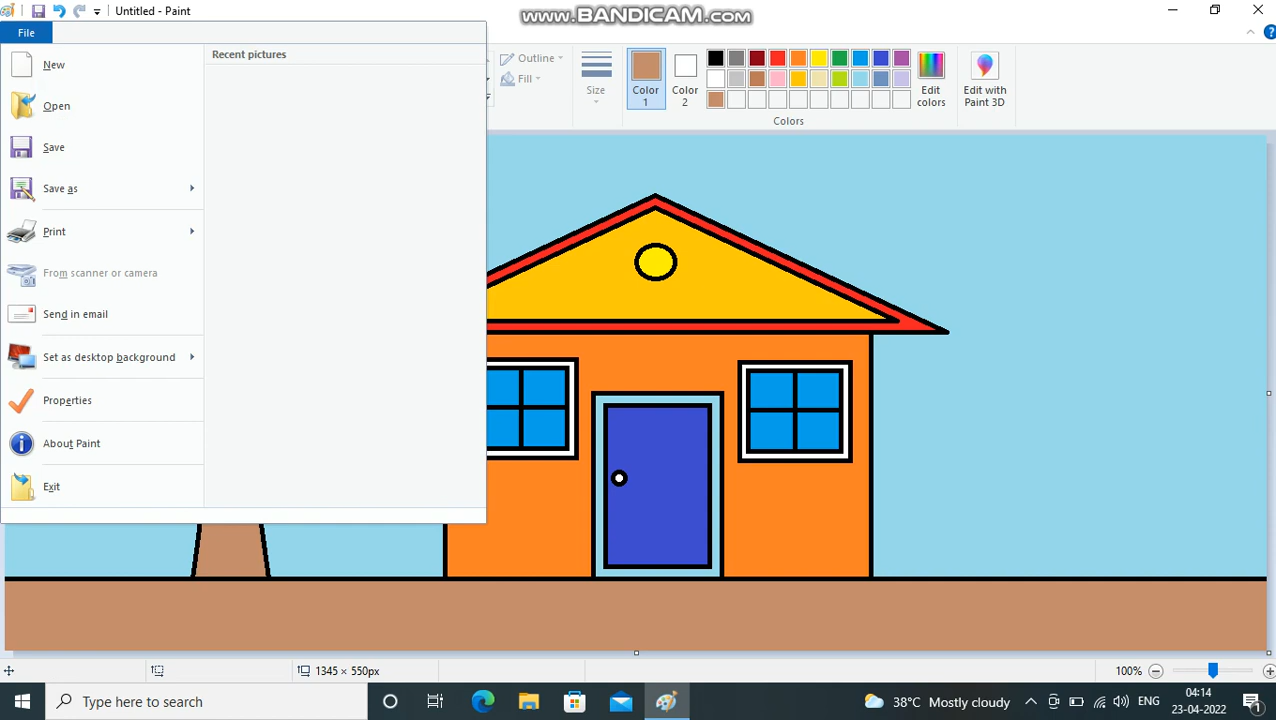 Untitled - Paint
www.BANDICAM.com
File
Recent pictures
New
Open
Save
Save as
Print
From scanner or camera
Send in email
Set as desktop background
Properties
About Paint
Exit
Outline
Fill
Size
Color
1
Color
2
Edit
colors
Edit with
Paint 3D
Colors
1345 × 550px
100%
Type here to search
38°C Mostly cloudy
ENG
04:14
23-04-2022
1